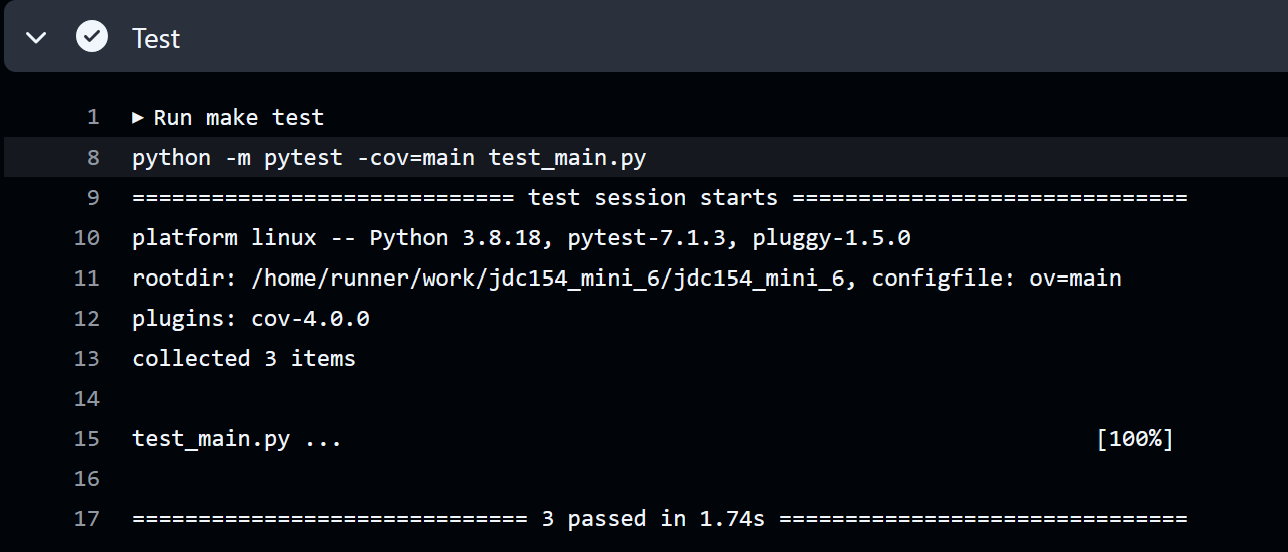 Test
1 ▶ Run make test
8 python -m pytest -cov=main test_main.py
9 ============================= test session starts ==============================
10 platform linux -- Python 3.8.18, pytest-7.1.3, pluggy-1.5.0
11 rootdir: /home/runner/work/jdc154_mini_6/jdc154_mini_6, configfile: ov=main
12 plugins: cov-4.0.0
13 collected 3 items
14
15 test_main.py ... [100%]
16
17 ============================== 3 passed in 1.74s ===============================